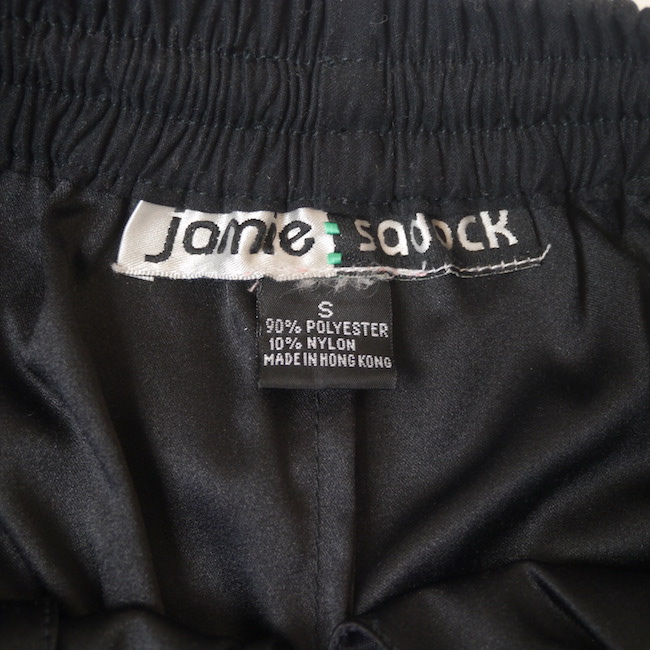 jamie sadock
S
90% POLYESTER
10% NYLON
MADE IN HONG KONG